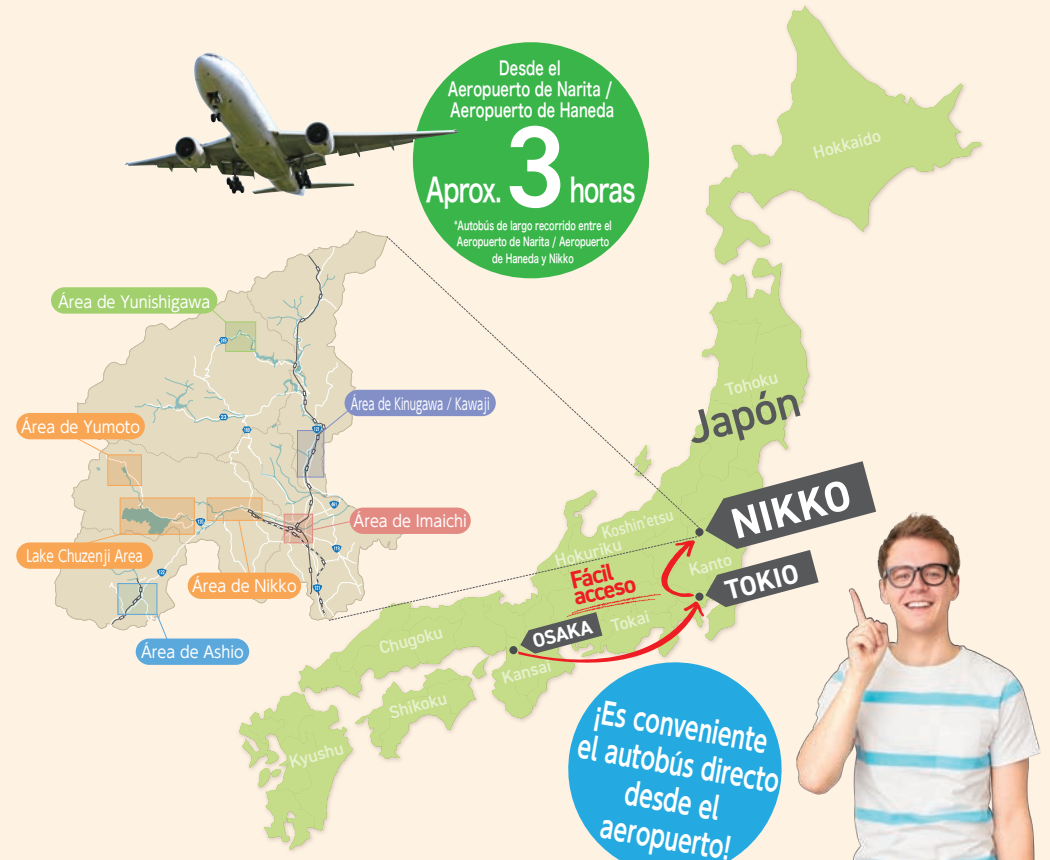 Desde el
Aeropuerto de Narita /
Aeropuerto de Haneda
Aprox. 3 horas
*Autobús de largo recorrido entre el
Aeropuerto de Narita / Aeropuerto
de Haneda y Nikko
Hokkaido
Tohoku
Japón
Área de Yunishigawa
Área de Kinugawa / Kawaji
Área de Yumoto
Área de Imaichi
Lake Chuzenji Area
Área de Nikko
Área de Ashio
NIKKO
Koshin'etsu
Hokuriku
Kanto
Fácil
acceso
TOKIO
OSAKA
Tokai
Chugoku
Kansai
Shikoku
Kyushu
¡Es conveniente
el autobús directo
desde el
aeropuerto!